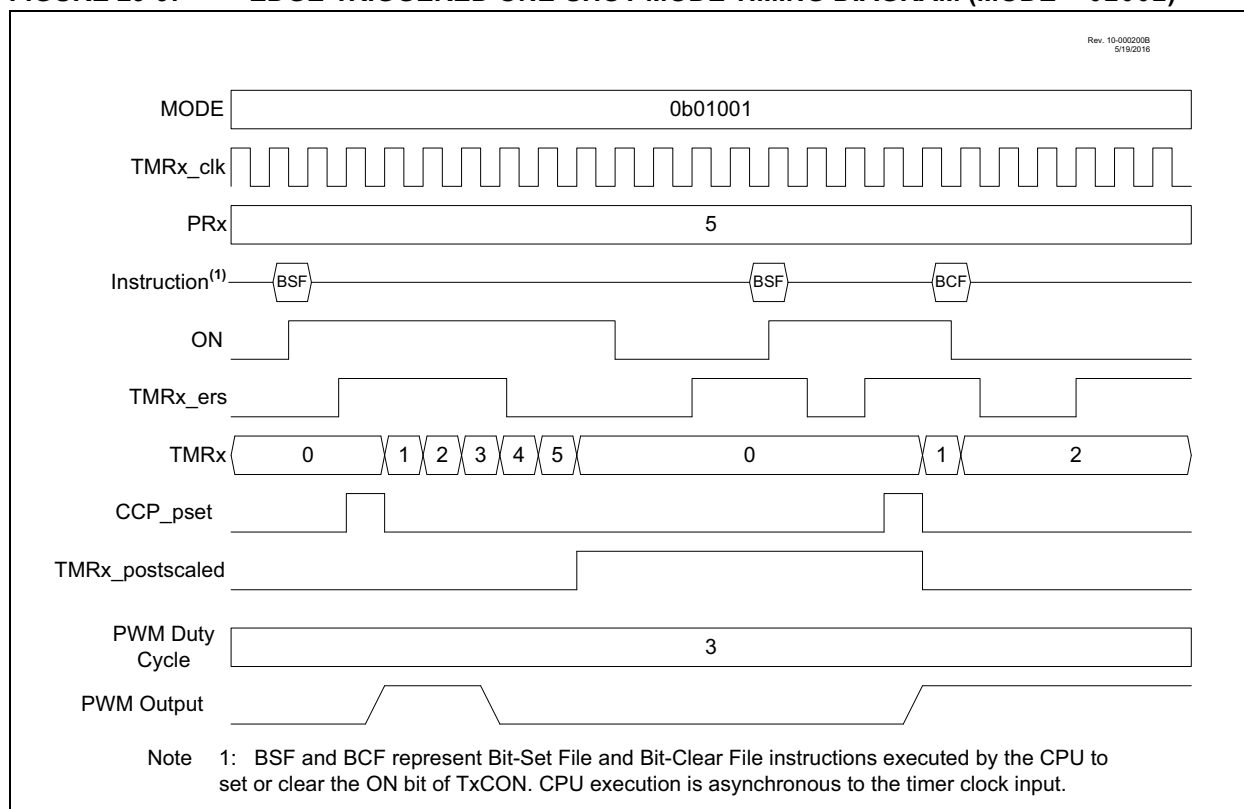 Rev. 10-000200B
5/19/2016
MODE 0b01001
TMRx_clk
PRx 5
Instruction(1) BSF BSF BCF
ON
TMRx_ers
TMRx 0 1 2 3 4 5 0 1 2
CCP_pset
TMRx_postscaled
PWM Duty
Cycle 3
PWM Output
Note 1: BSF and BCF represent Bit-Set File and Bit-Clear File instructions executed by the CPU to
set or clear the ON bit of TxCON. CPU execution is asynchronous to the timer clock input.